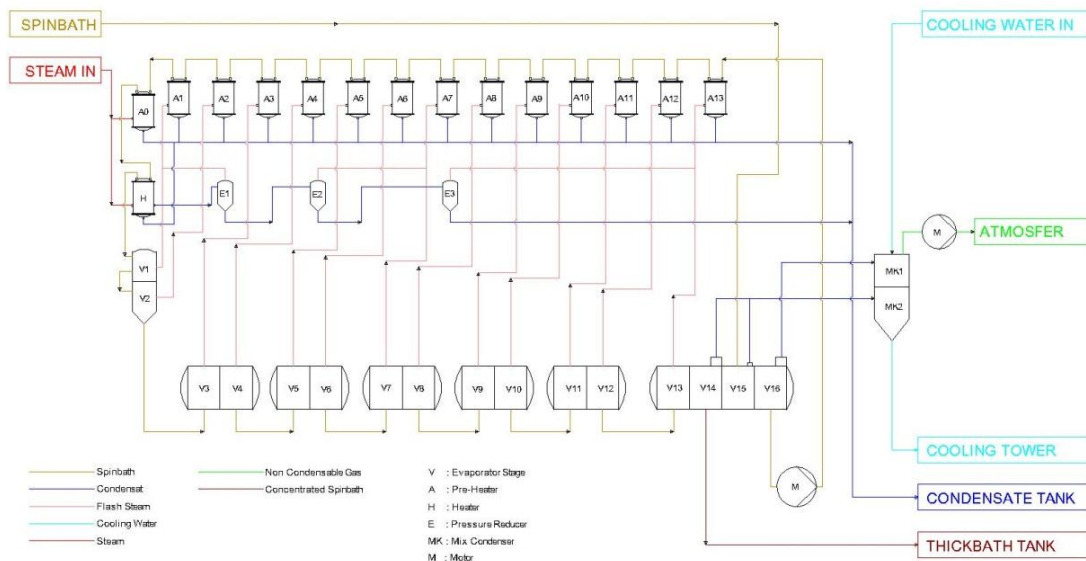 SPINBATH
COOLING WATER IN
STEAM IN
A0
A1
A2
A3
A4
A5
A6
A7
A8
A9
A10
A11
A12
A13
H
E1
E2
E3
M
ATMOSFER
V1
V2
MK1
MK2
V3
V4
V5
V6
V7
V8
V9
V10
V11
V12
V13
V14
V15
V16
COOLING TOWER
M
CONDENSATE TANK
THICKBATH TANK
Spinbath
Condensat
Flash Steam
Cooling Water
Steam
Non Condensable Gas
Concentrated Spinbath
V : Evaporator Stage
A : Pre-Heater
H : Heater
E : Pressure Reducer
MK : Mix Condenser
M : Motor